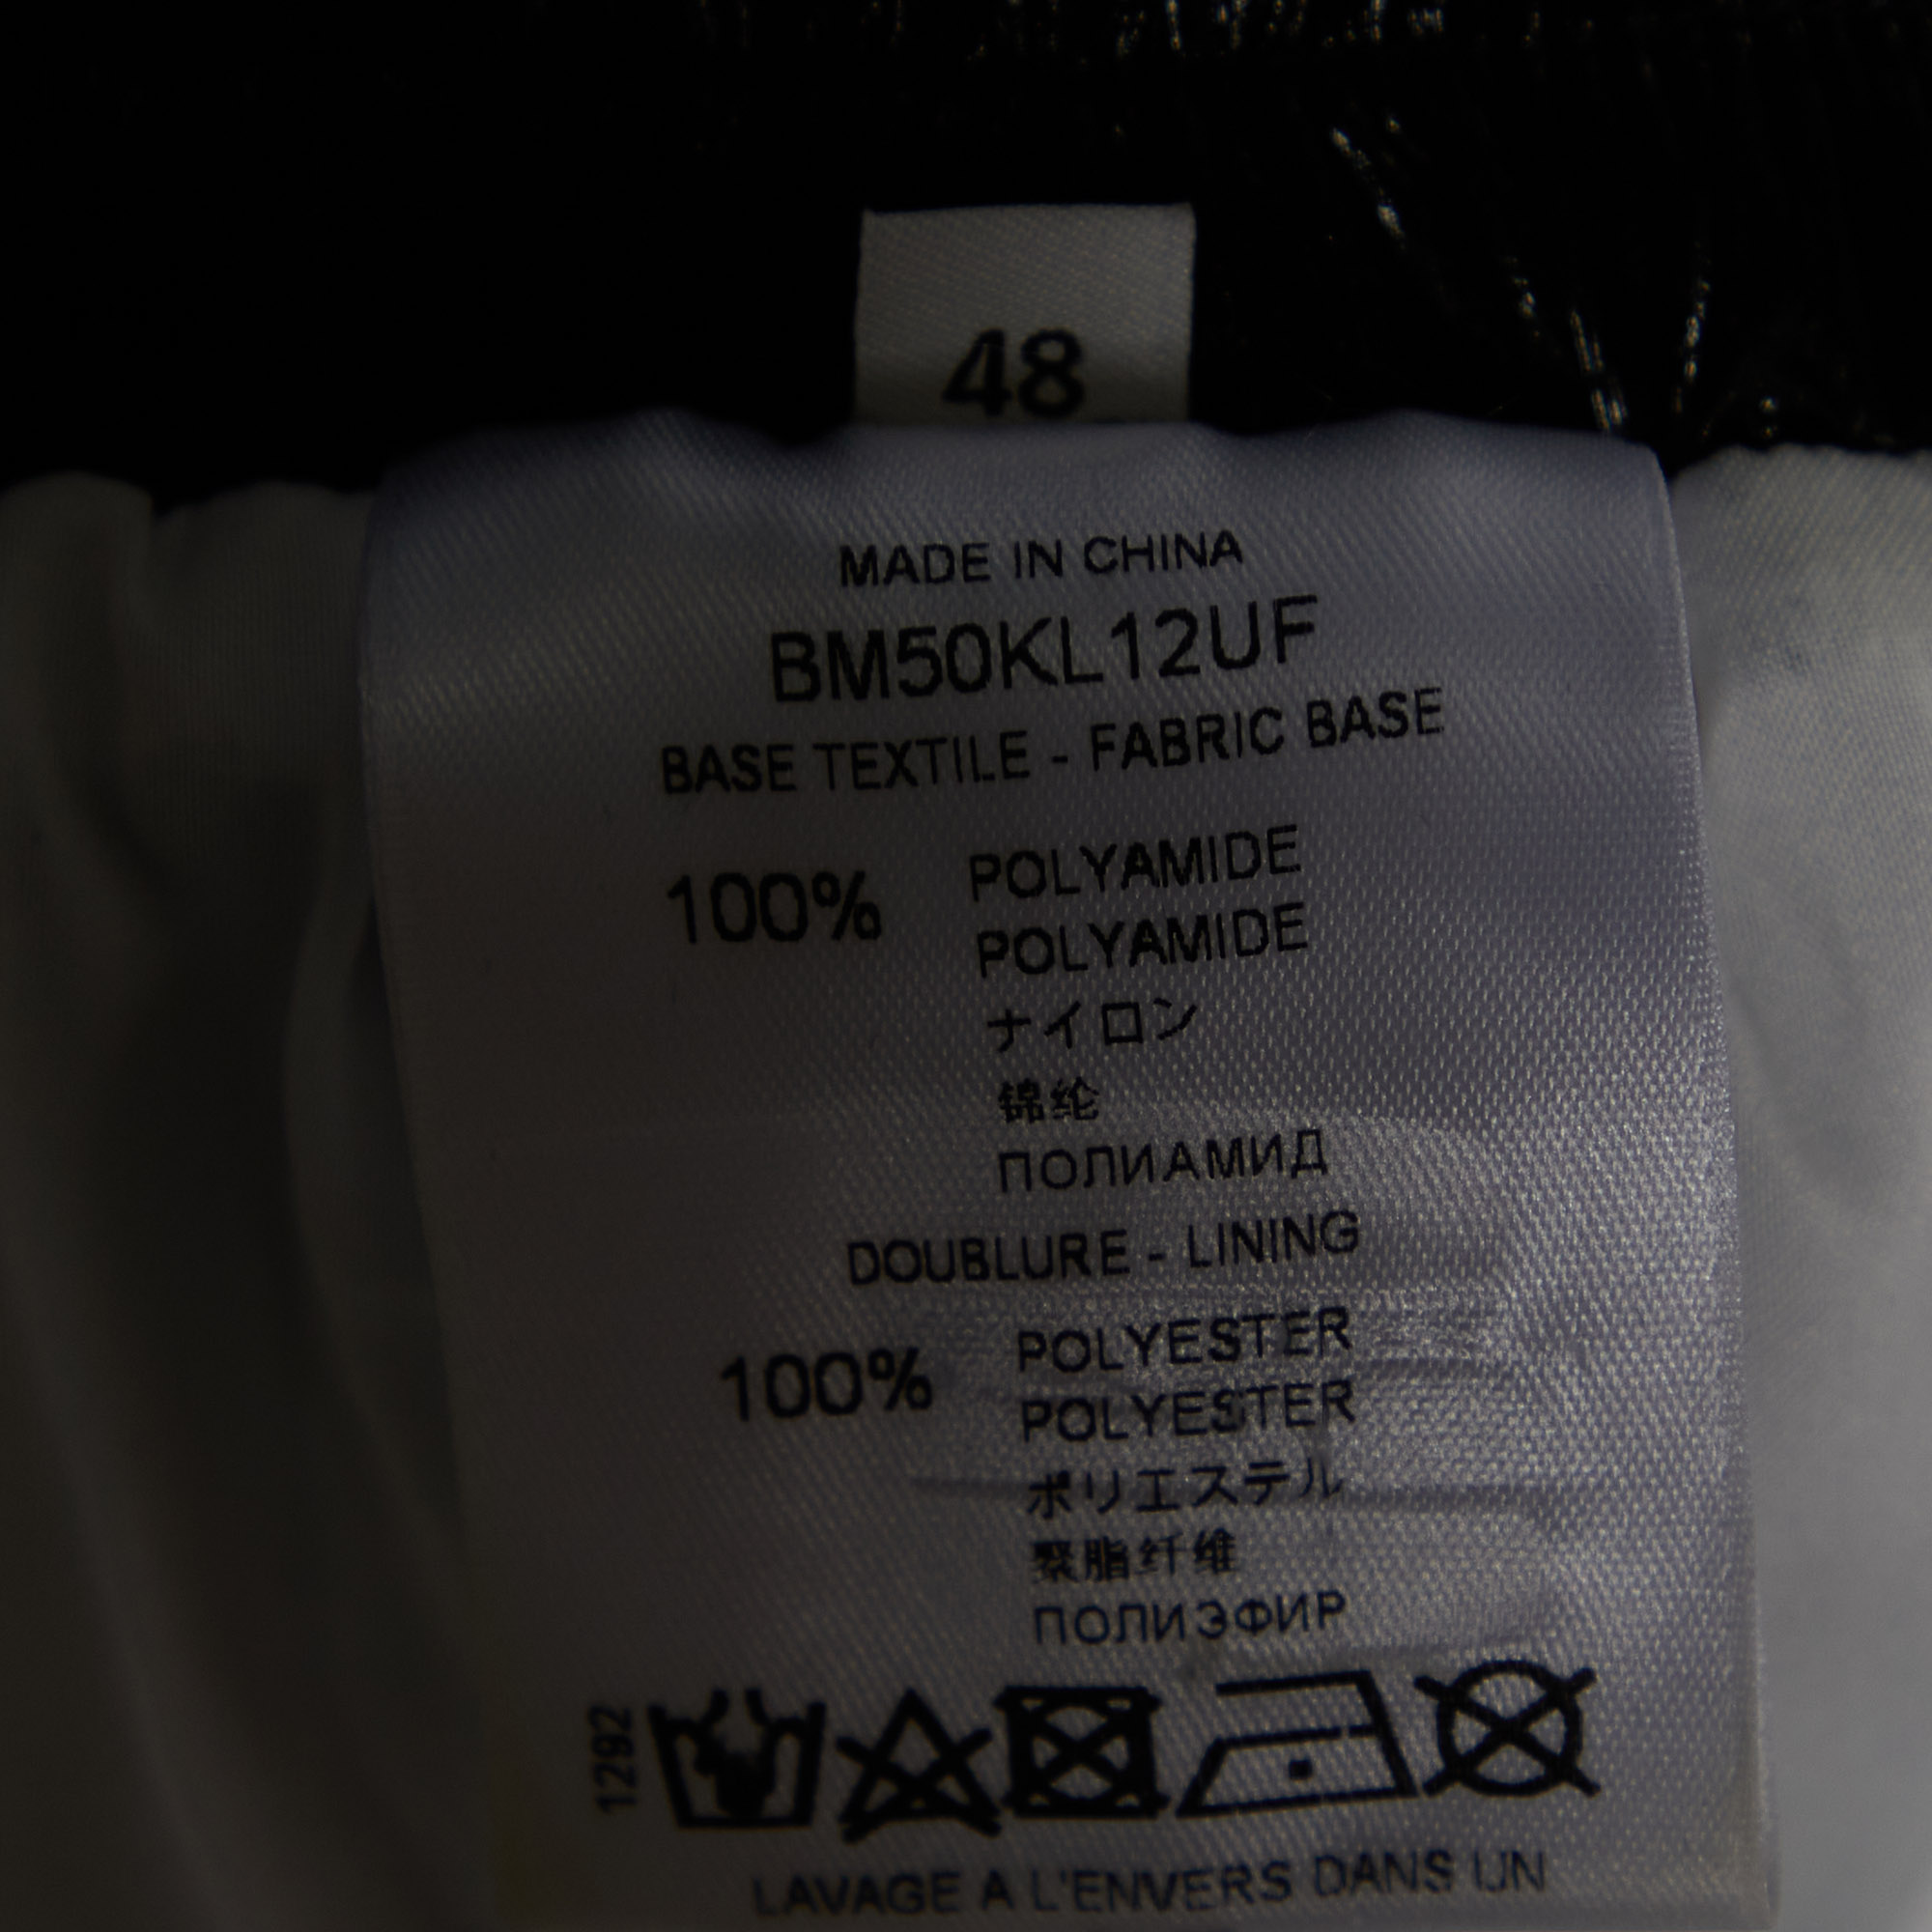 48
MADE IN CHINA
BM50KL12UF
BASE TEXTILE - FABRIC BASE
100% POLYAMIDE
POLYAMIDE
ナイロン
锦纶
ПОЛИАМИД
DOUBLURE - LINING
100% POLYESTER
POLYESTER
ポリエステル
聚脂纤维
ПОЛИЭФИР
1292
LAVAGE A L'ENVERS DANS UN